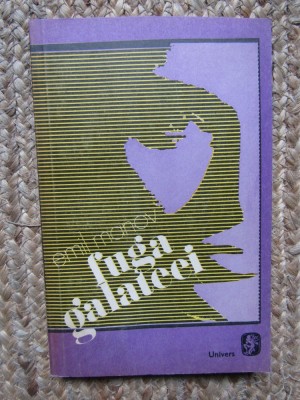 emil manov
fuga
galateei
Univers